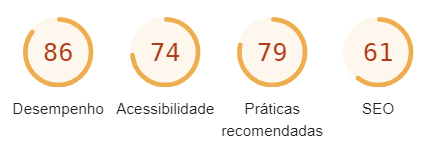 86 74 79 61
Desempenho Acessibilidade Práticas SEO
recomendadas